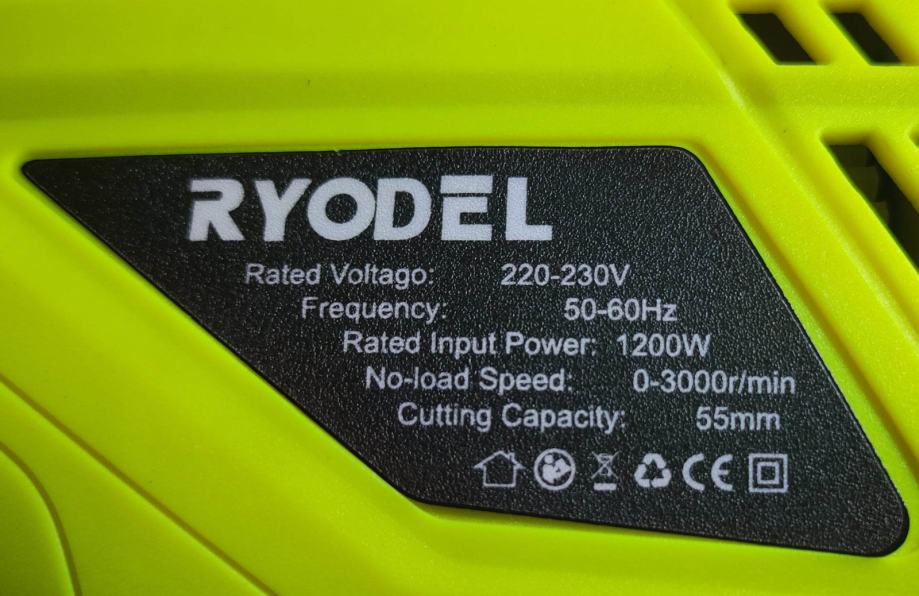 RYODEL
Rated Voltago: 220-230V
Frequency: 50-60Hz
Rated Input Power: 1200W
No-load Speed: 0-3000r/min
Cutting Capacity: 55mm
CE